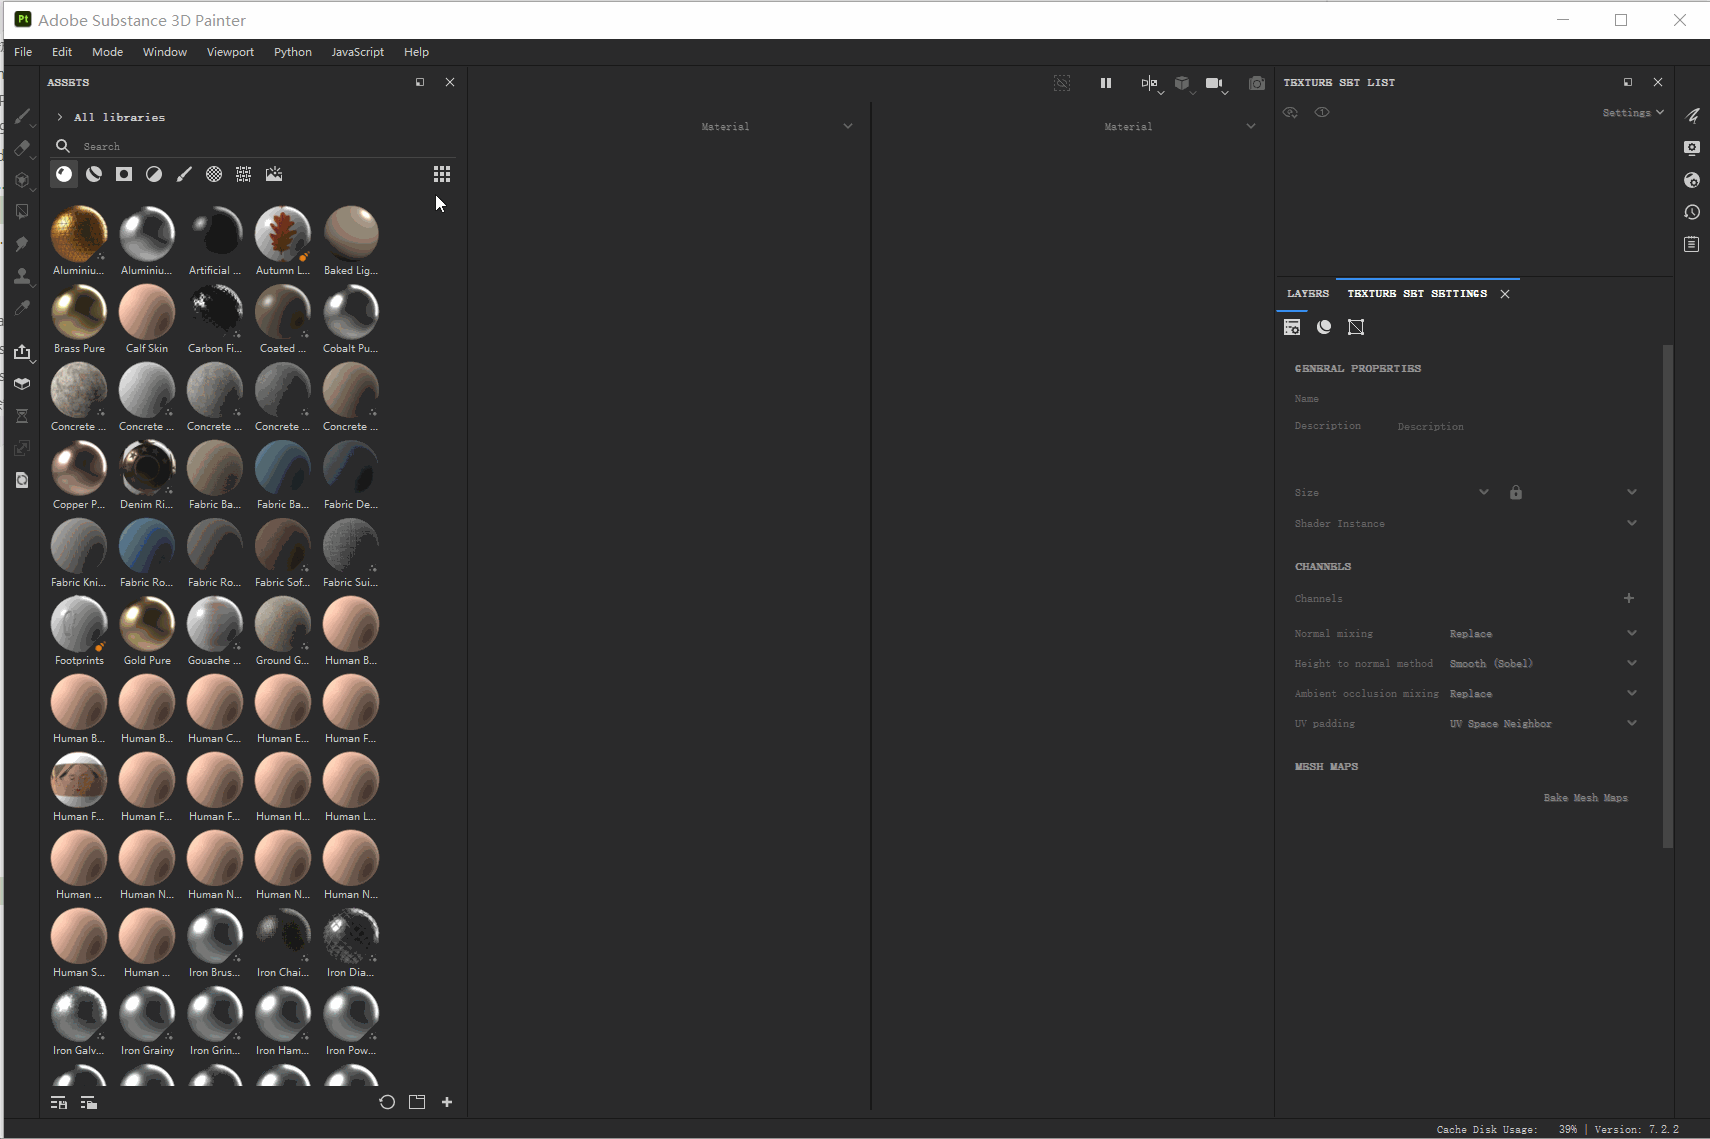 Pt Adobe Substance 3D Painter
File Edit Mode Window Viewport Python JavaScript Help
ASSETS
All libraries
Search
Aluminiu... Aluminiu... Artificial ... Autumn L... Baked Lig...
Brass Pure Calf Skin Carbon Fi... Coated ... Cobalt Pu...
Concrete ... Concrete ... Concrete ... Concrete ... Concrete ...
Copper P... Denim Ri... Fabric Ba... Fabric Ba... Fabric De...
Fabric Kni... Fabric Ro... Fabric Ro... Fabric Sof... Fabric Sui...
Footprints Gold Pure Gouache ... Ground G... Human B...
Human B... Human B... Human C... Human E... Human F...
Human F... Human F... Human F... Human H... Human L...
Human ... Human N... Human N... Human N... Human N...
Human S... Human ... Iron Brus... Iron Chai... Iron Dia...
Iron Galv... Iron Grainy Iron Grin... Iron Ham... Iron Pow...
Material
Material
TEXTURE SET LIST
Settings
LAYERS TEXTURE SET SETTINGS
GENERAL PROPERTIES
Name
Description Description
Size
Shader Instance
CHANNELS
Channels
Normal mixing Replace
Height to normal method Smooth (Sobel)
Ambient occlusion mixing Replace
UV padding UV Space Neighbor
MESH MAPS
Bake Mesh Maps
Cache Disk Usage: 39% | Version: 7.2.2